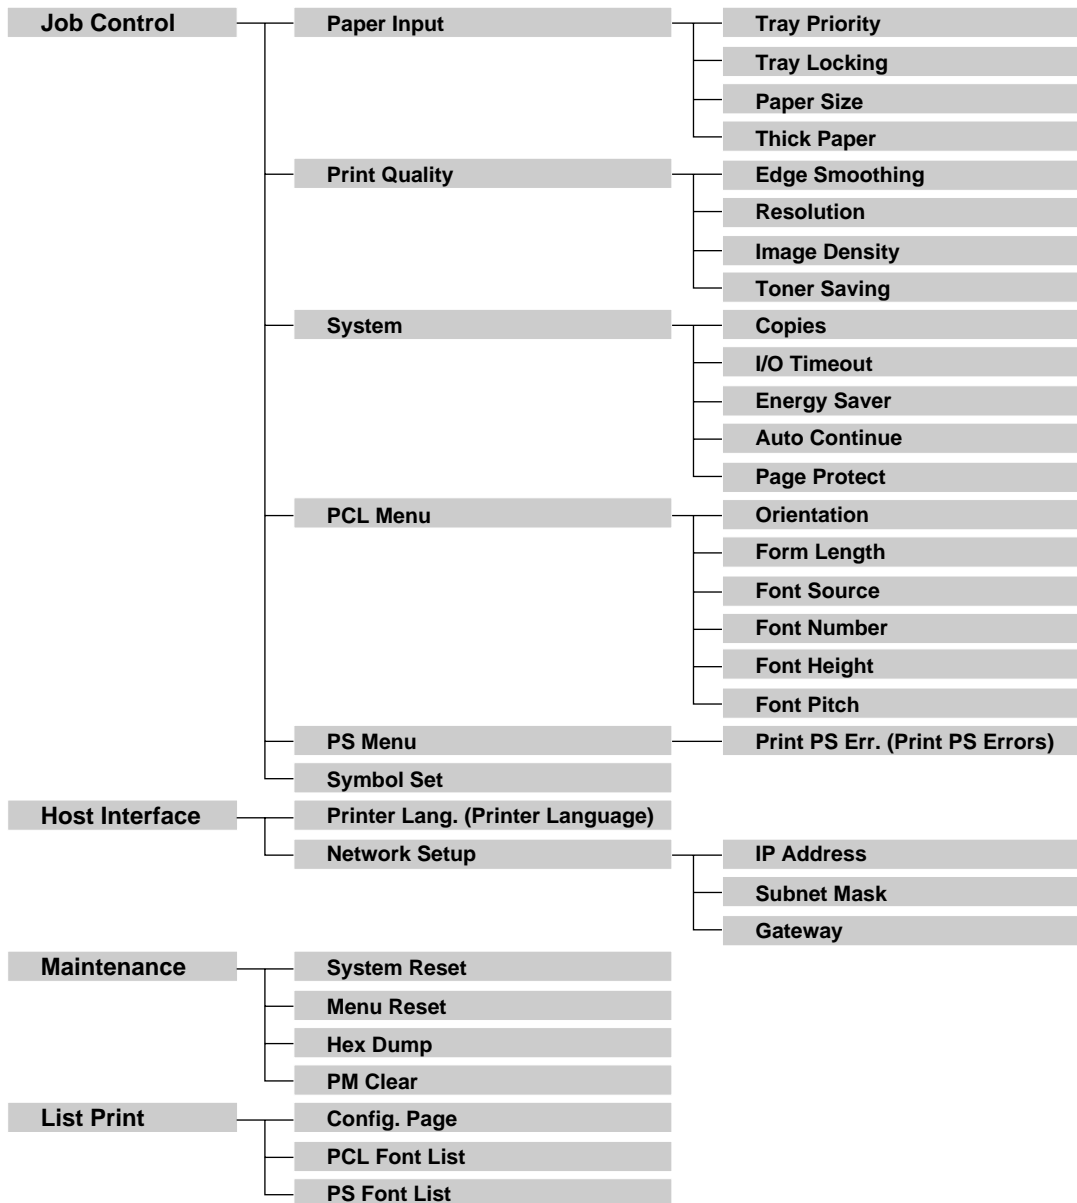 Job Control
Paper Input
Tray Priority
Tray Locking
Paper Size
Thick Paper
Print Quality
Edge Smoothing
Resolution
Image Density
Toner Saving
System
Copies
I/O Timeout
Energy Saver
Auto Continue
Page Protect
PCL Menu
Orientation
Form Length
Font Source
Font Number
Font Height
Font Pitch
PS Menu
Print PS Err. (Print PS Errors)
Symbol Set
Host Interface
Printer Lang. (Printer Language)
Network Setup
IP Address
Subnet Mask
Gateway
Maintenance
System Reset
Menu Reset
Hex Dump
PM Clear
List Print
Config. Page
PCL Font List
PS Font List